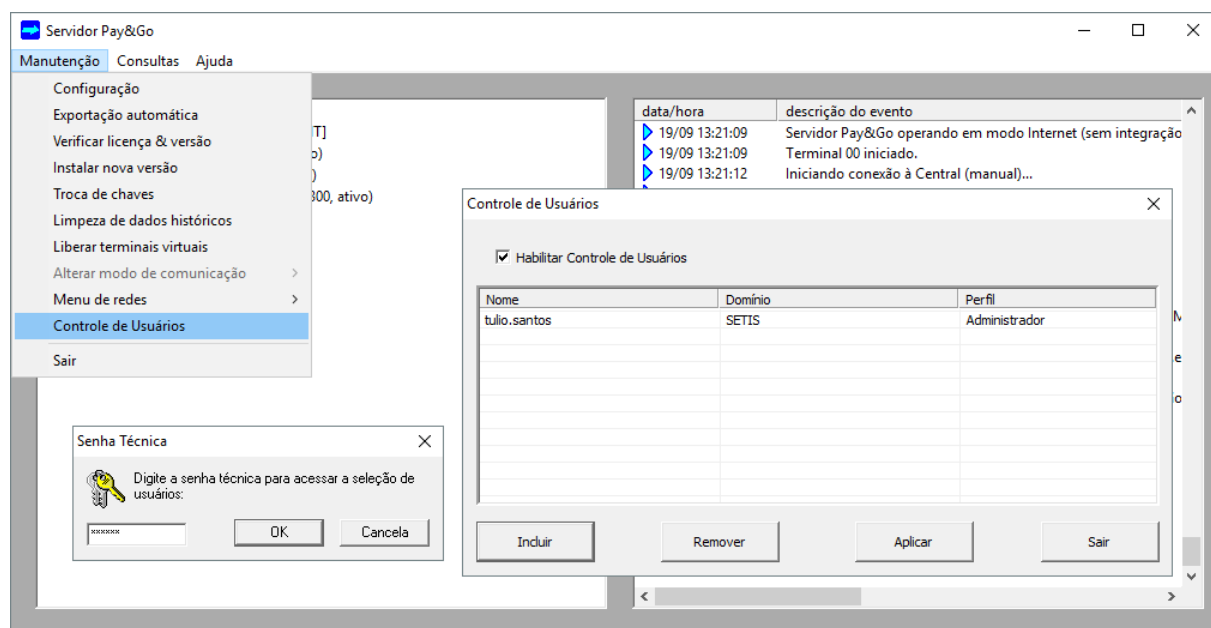 Servidor Pay&Go
Manutenção Consultas Ajuda
Configuração
Exportação automática
Verificar licença & versão
Instalar nova versão
Troca de chaves
Limpeza de dados históricos
Liberar terminais virtuais
Alterar modo de comunicação
Menu de redes
Controle de Usuários
Sair
T]
o)
)
300, ativo)
data/hora descrição do evento
19/09 13:21:09 Servidor Pay&Go operando em modo Internet (sem integração
19/09 13:21:09 Terminal 00 iniciado.
19/09 13:21:12 Iniciando conexão à Central (manual)...
Senha Técnica
Digite a senha técnica para acessar a seleção de
usuários:
xxxxxx
OK Cancela
Controle de Usuários
Habilitar Controle de Usuários
Nome Domínio Perfil
tulio.santos SETIS Administrador
Incluir Remover Aplicar Sair